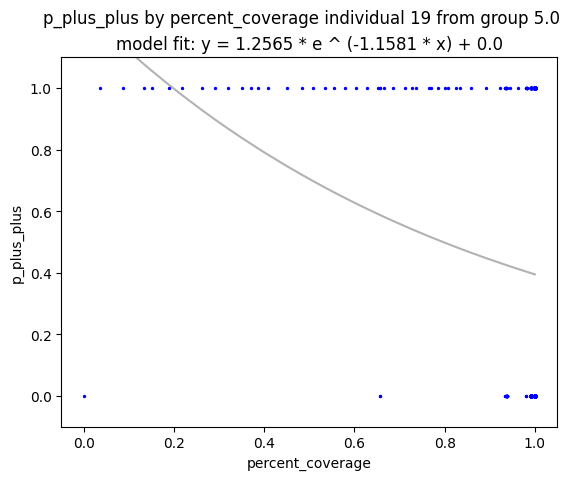 p_plus_plus by percent_coverage individual 19 from group 5.0
model fit: y = 1.2565 * e ^ (-1.1581 * x) + 0.0
1.0
0.8
0.6
0.4
0.2
0.0
p_plus_plus
0.0 0.2 0.4 0.6 0.8 1.0
percent_coverage